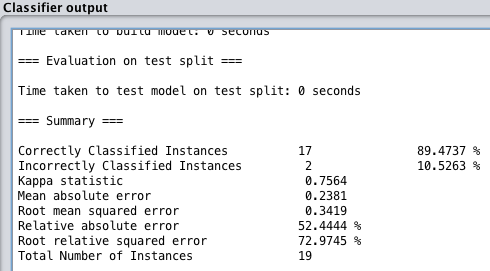 Classifier output
Time taken to build model: 0 seconds
=== Evaluation on test split ===
Time taken to test model on test split: 0 seconds
=== Summary ===
Correctly Classified Instances 17 89.4737 %
Incorrectly Classified Instances 2 10.5263 %
Kappa statistic 0.7564
Mean absolute error 0.2381
Root mean squared error 0.3419
Relative absolute error 52.4444 %
Root relative squared error 72.9745 %
Total Number of Instances 19